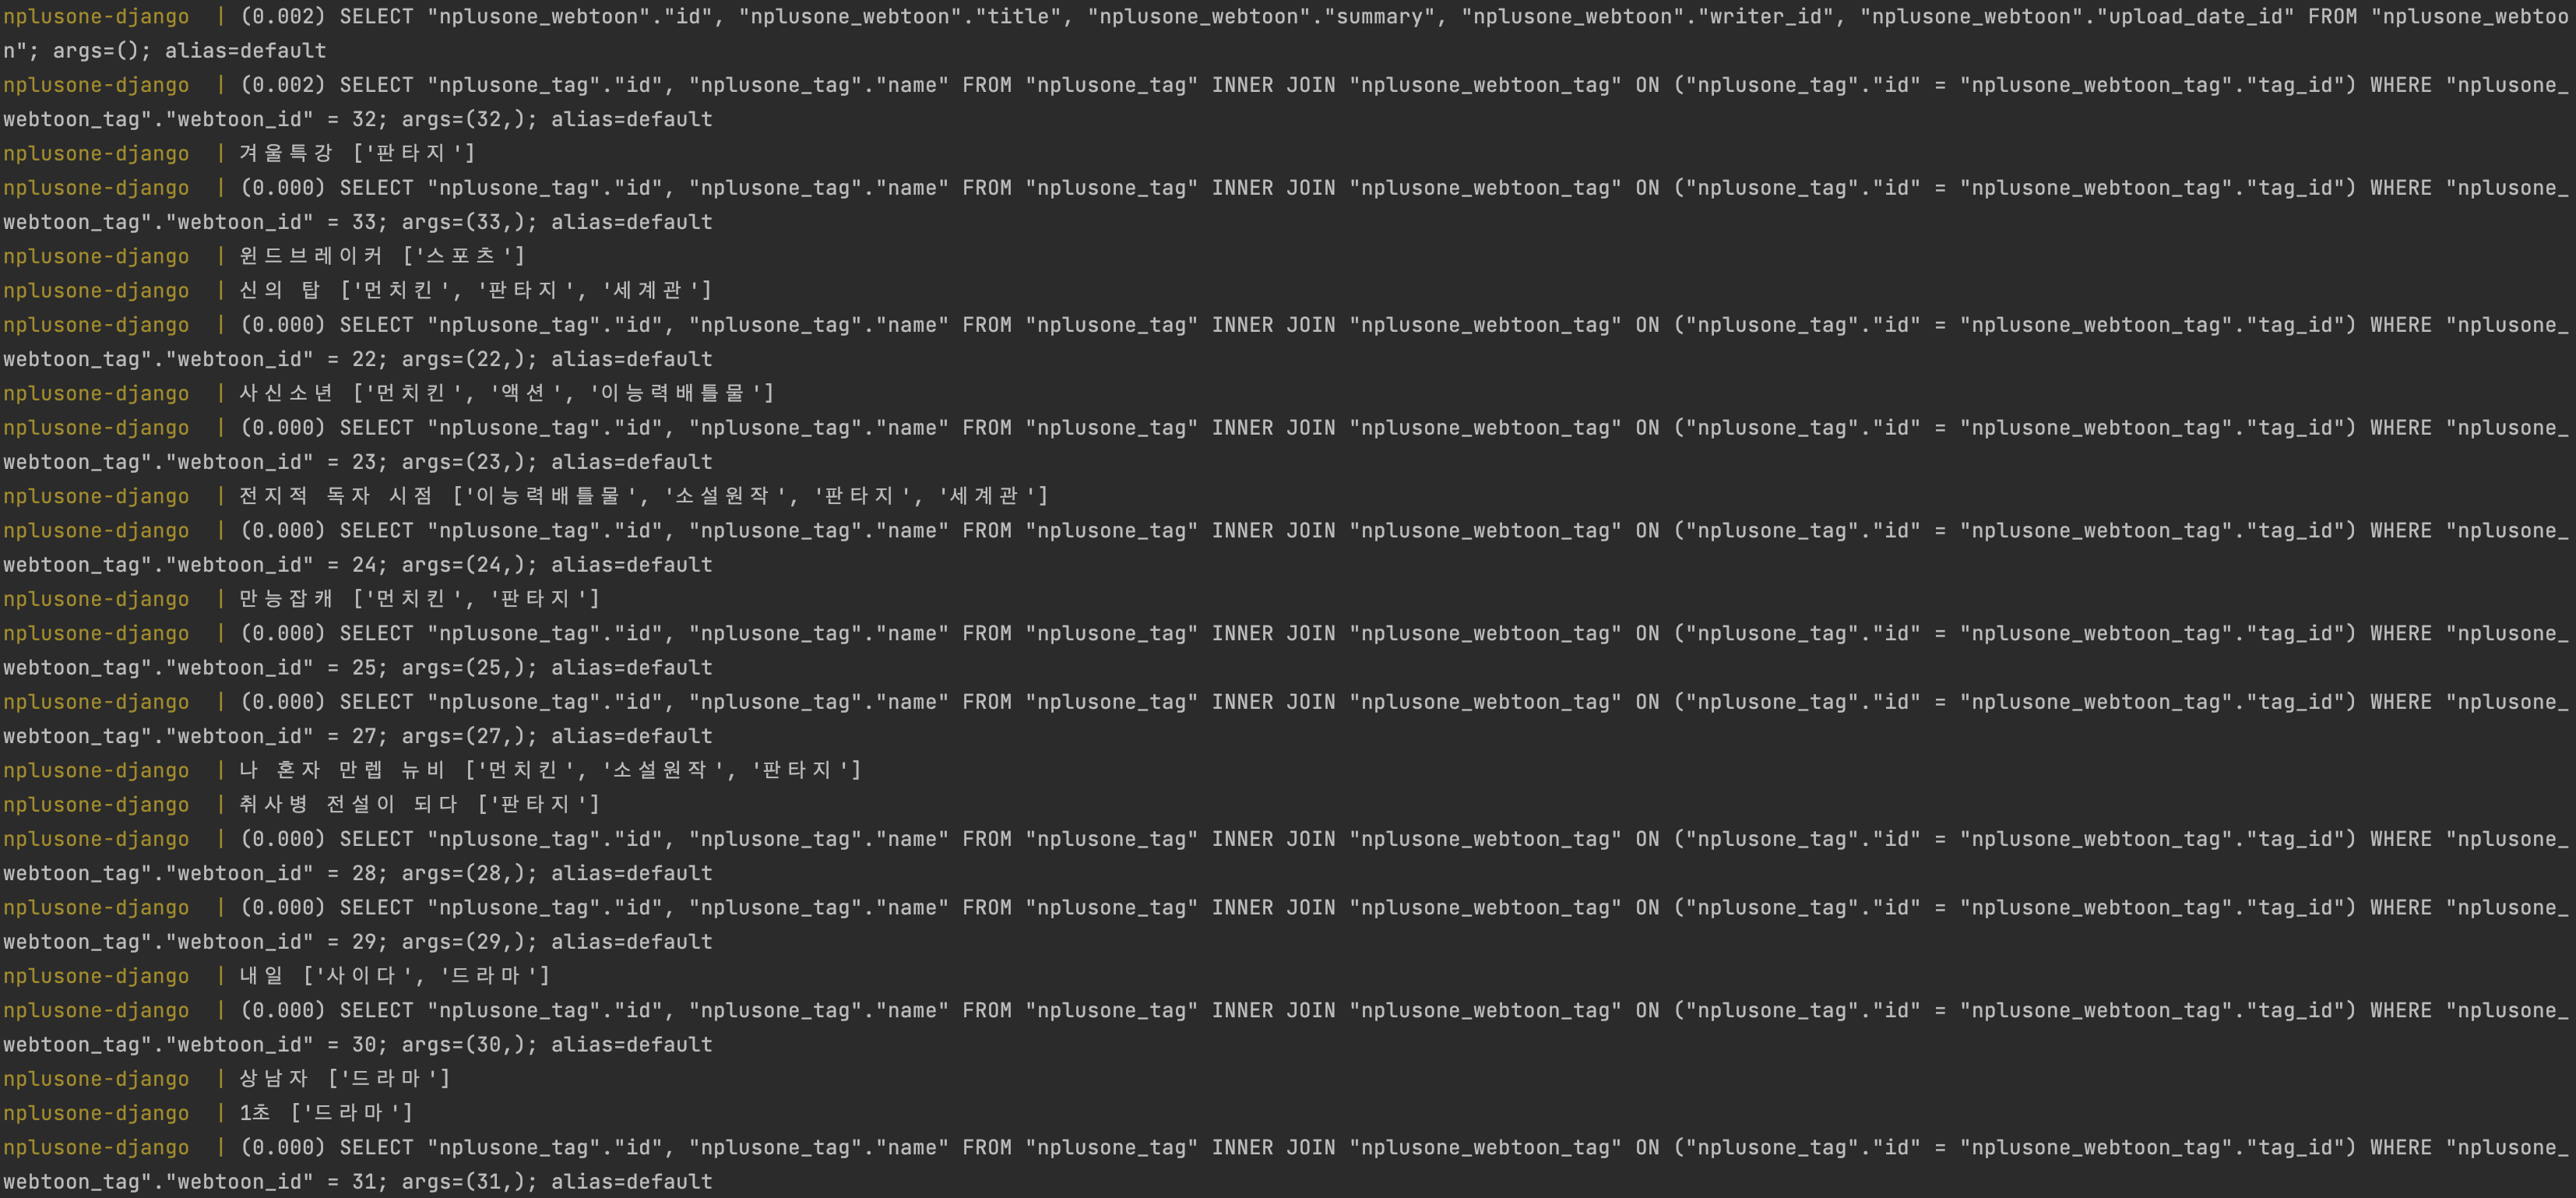 nplusone-django  | (0.002) SELECT "nplusone_webtoon"."id", "nplusone_webtoon"."title", "nplusone_webtoon"."summary", "nplusone_webtoon"."writer_id", "nplusone_webtoon"."upload_date_id" FROM "nplusone_webtoo
n"; args=(); alias=default
nplusone-django  | (0.002) SELECT "nplusone_tag"."id", "nplusone_tag"."name" FROM "nplusone_tag" INNER JOIN "nplusone_webtoon_tag" ON ("nplusone_tag"."id" = "nplusone_webtoon_tag"."tag_id") WHERE "nplusone_
webtoon_tag"."webtoon_id" = 32; args=(32,); alias=default
nplusone-django  | 겨울특강 ['판타지']
nplusone-django  | (0.000) SELECT "nplusone_tag"."id", "nplusone_tag"."name" FROM "nplusone_tag" INNER JOIN "nplusone_webtoon_tag" ON ("nplusone_tag"."id" = "nplusone_webtoon_tag"."tag_id") WHERE "nplusone_
webtoon_tag"."webtoon_id" = 33; args=(33,); alias=default
nplusone-django  | 윈드브레이커 ['스포츠']
nplusone-django  | 신의 탑 ['먼치킨', '판타지', '세계관']
nplusone-django  | (0.000) SELECT "nplusone_tag"."id", "nplusone_tag"."name" FROM "nplusone_tag" INNER JOIN "nplusone_webtoon_tag" ON ("nplusone_tag"."id" = "nplusone_webtoon_tag"."tag_id") WHERE "nplusone_
webtoon_tag"."webtoon_id" = 22; args=(22,); alias=default
nplusone-django  | 사신소년 ['먼치킨', '액션', '이능력배틀물']
nplusone-django  | (0.000) SELECT "nplusone_tag"."id", "nplusone_tag"."name" FROM "nplusone_tag" INNER JOIN "nplusone_webtoon_tag" ON ("nplusone_tag"."id" = "nplusone_webtoon_tag"."tag_id") WHERE "nplusone_
webtoon_tag"."webtoon_id" = 23; args=(23,); alias=default
nplusone-django  | 전지적 독자 시점 ['이능력배틀물', '소설원작', '판타지', '세계관']
nplusone-django  | (0.000) SELECT "nplusone_tag"."id", "nplusone_tag"."name" FROM "nplusone_tag" INNER JOIN "nplusone_webtoon_tag" ON ("nplusone_tag"."id" = "nplusone_webtoon_tag"."tag_id") WHERE "nplusone_
webtoon_tag"."webtoon_id" = 24; args=(24,); alias=default
nplusone-django  | 만능잡캐 ['먼치킨', '판타지']
nplusone-django  | (0.000) SELECT "nplusone_tag"."id", "nplusone_tag"."name" FROM "nplusone_tag" INNER JOIN "nplusone_webtoon_tag" ON ("nplusone_tag"."id" = "nplusone_webtoon_tag"."tag_id") WHERE "nplusone_
webtoon_tag"."webtoon_id" = 25; args=(25,); alias=default
nplusone-django  | (0.000) SELECT "nplusone_tag"."id", "nplusone_tag"."name" FROM "nplusone_tag" INNER JOIN "nplusone_webtoon_tag" ON ("nplusone_tag"."id" = "nplusone_webtoon_tag"."tag_id") WHERE "nplusone_
webtoon_tag"."webtoon_id" = 27; args=(27,); alias=default
nplusone-django  | 나 혼자 만렙 뉴비 ['먼치킨', '소설원작', '판타지']
nplusone-django  | 취사병 전설이 되다 ['판타지']
nplusone-django  | (0.000) SELECT "nplusone_tag"."id", "nplusone_tag"."name" FROM "nplusone_tag" INNER JOIN "nplusone_webtoon_tag" ON ("nplusone_tag"."id" = "nplusone_webtoon_tag"."tag_id") WHERE "nplusone_
webtoon_tag"."webtoon_id" = 28; args=(28,); alias=default
nplusone-django  | (0.000) SELECT "nplusone_tag"."id", "nplusone_tag"."name" FROM "nplusone_tag" INNER JOIN "nplusone_webtoon_tag" ON ("nplusone_tag"."id" = "nplusone_webtoon_tag"."tag_id") WHERE "nplusone_
webtoon_tag"."webtoon_id" = 29; args=(29,); alias=default
nplusone-django  | 내일 ['사이다', '드라마']
nplusone-django  | (0.000) SELECT "nplusone_tag"."id", "nplusone_tag"."name" FROM "nplusone_tag" INNER JOIN "nplusone_webtoon_tag" ON ("nplusone_tag"."id" = "nplusone_webtoon_tag"."tag_id") WHERE "nplusone_
webtoon_tag"."webtoon_id" = 30; args=(30,); alias=default
nplusone-django  | 상남자 ['드라마']
nplusone-django  | 1초 ['드라마']
nplusone-django  | (0.000) SELECT "nplusone_tag"."id", "nplusone_tag"."name" FROM "nplusone_tag" INNER JOIN "nplusone_webtoon_tag" ON ("nplusone_tag"."id" = "nplusone_webtoon_tag"."tag_id") WHERE "nplusone_
webtoon_tag"."webtoon_id" = 31; args=(31,); alias=default